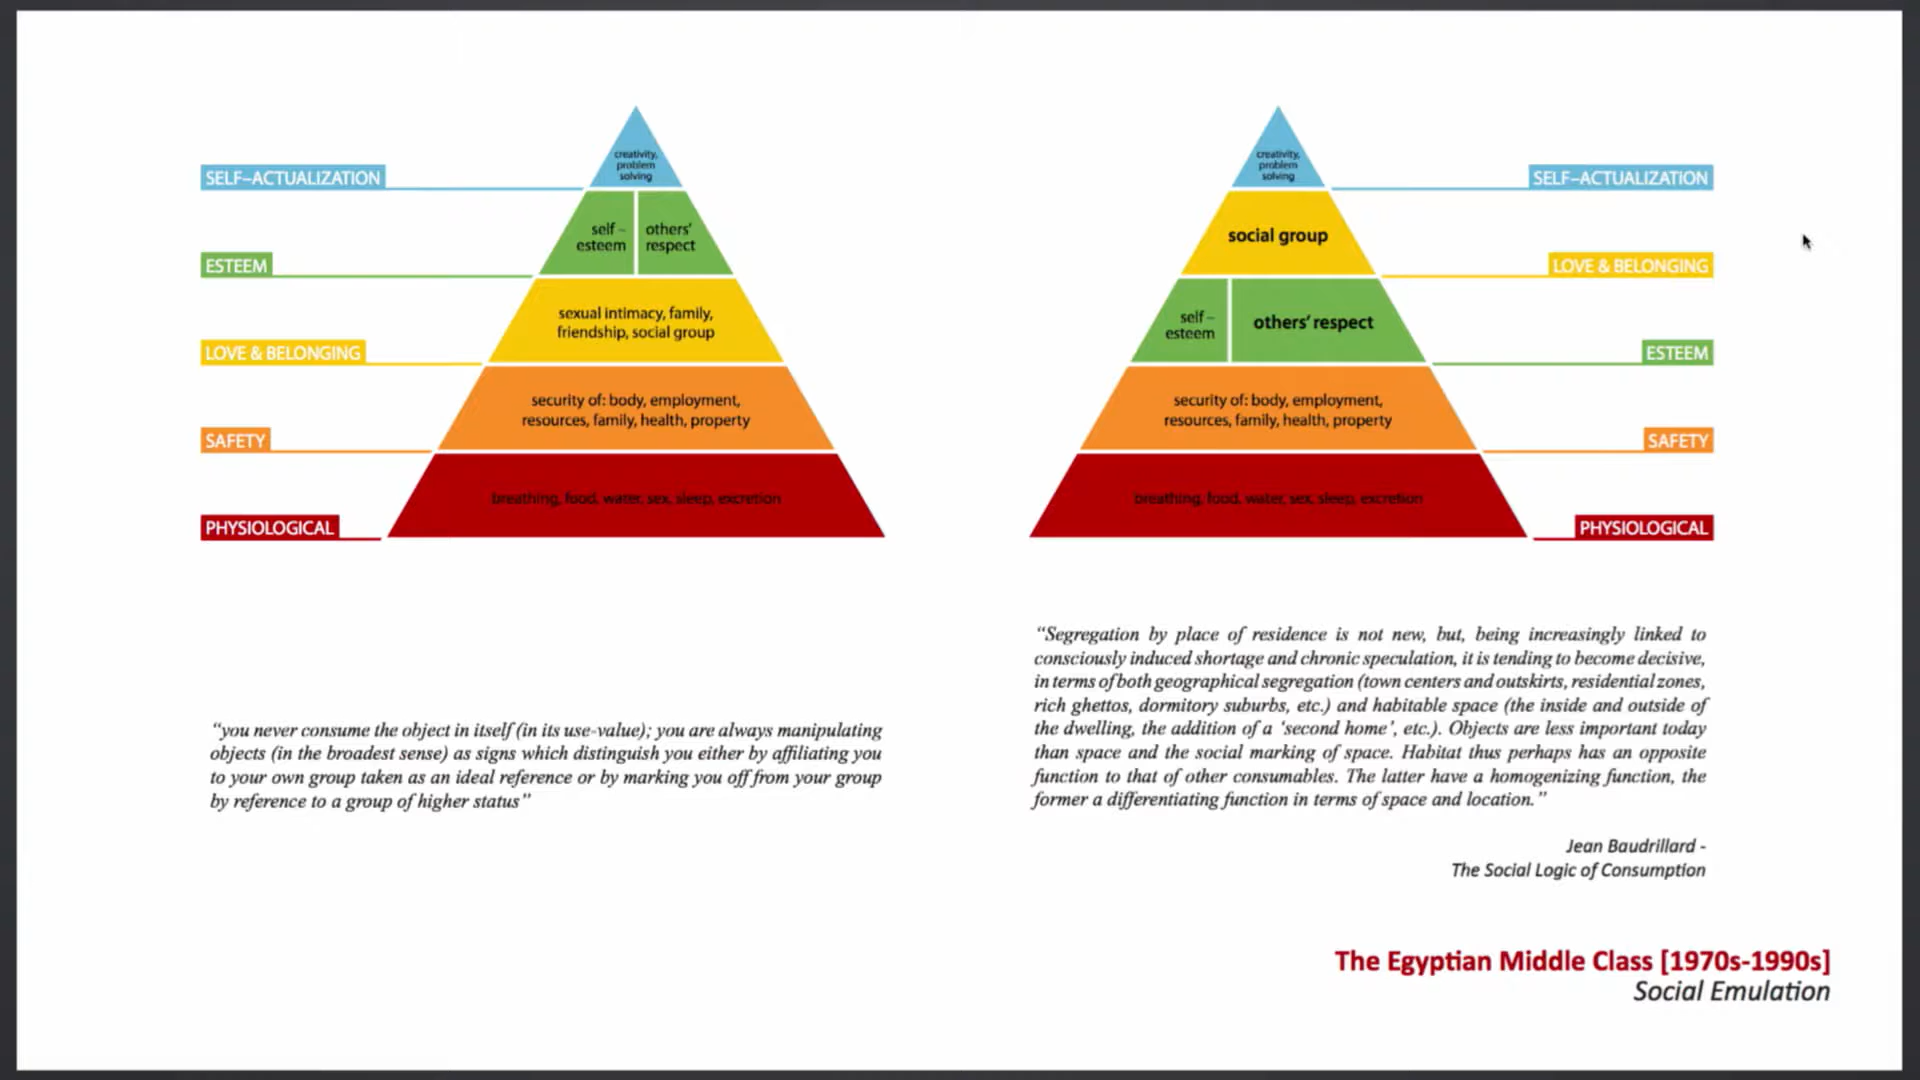 creativity,
problem
solving
SELF–ACTUALIZATION
self –
esteem
others'
respect
ESTEEM
sexual intimacy, family,
friendship, social group
LOVE & BELONGING
security of: body, employment,
resources, family, health, property
SAFETY
breathing, food, water, sex, sleep, excretion
PHYSIOLOGICAL
creativity,
problem
solving
SELF–ACTUALIZATION
social group
LOVE & BELONGING
self –
esteem
others' respect
ESTEEM
security of: body, employment,
resources, family, health, property
SAFETY
breathing, food, water, sex, sleep, excretion
PHYSIOLOGICAL
“you never consume the object in itself (in its use-value); you are always manipulating
objects (in the broadest sense) as signs which distinguish you either by affiliating you
to your own group taken as an ideal reference or by marking you off from your group
by reference to a group of higher status”
“Segregation by place of residence is not new, but, being increasingly linked to
consciously induced shortage and chronic speculation, it is tending to become decisive,
in terms of both geographical segregation (town centers and outskirts, residential zones,
rich ghettos, dormitory suburbs, etc.) and habitable space (the inside and outside of
the dwelling, the addition of a ‘second home’, etc.). Objects are less important today
than space and the social marking of space. Habitat thus perhaps has an opposite
function to that of other consumables. The latter have a homogenizing function, the
former a differentiating function in terms of space and location.”
Jean Baudrillard -
The Social Logic of Consumption
The Egyptian Middle Class [1970s-1990s]
Social Emulation